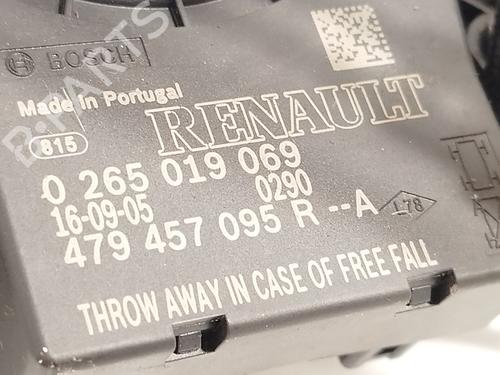 BOSCH
Made in Portugal
815
RENAULT
0 265 019 069
16-09-05 0290
479 457 095 R --A
L78
THROW AWAY IN CASE OF FREE FALL
B-PARTS